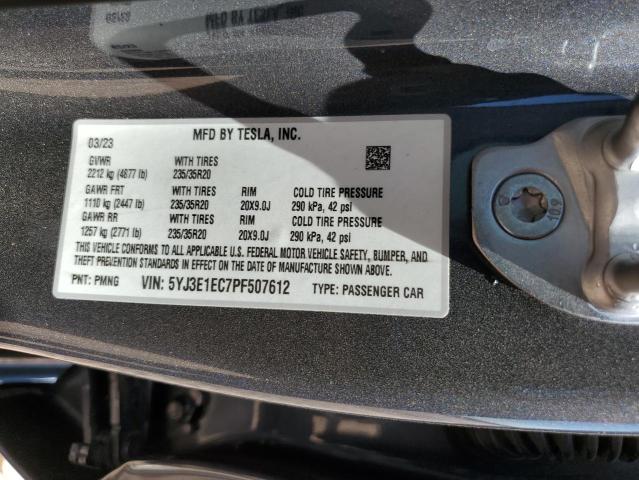 MFD BY TESLA, INC.
03/23
GVWR WITH TIRES
2212 kg (4877 lb) 235/35R20
GAWR FRT WITH TIRES RIM COLD TIRE PRESSURE
1110 kg (2447 lb) 235/35R20 20X9.0J 290 kPa, 42 psi
GAWR RR WITH TIRES RIM COLD TIRE PRESSURE
1257 kg (2771 lb) 235/35R20 20X9.0J 290 kPa, 42 psi
THIS VEHICLE CONFORMS TO ALL APPLICABLE U.S. FEDERAL MOTOR VEHICLE SAFETY, BUMPER, AND
THEFT PREVENTION STANDARDS IN EFFECT ON THE DATE OF MANUFACTURE SHOWN ABOVE.
PNT: PMNG VIN: 5YJ3E1EC7PF507612 TYPE: PASSENGER CAR
10.9